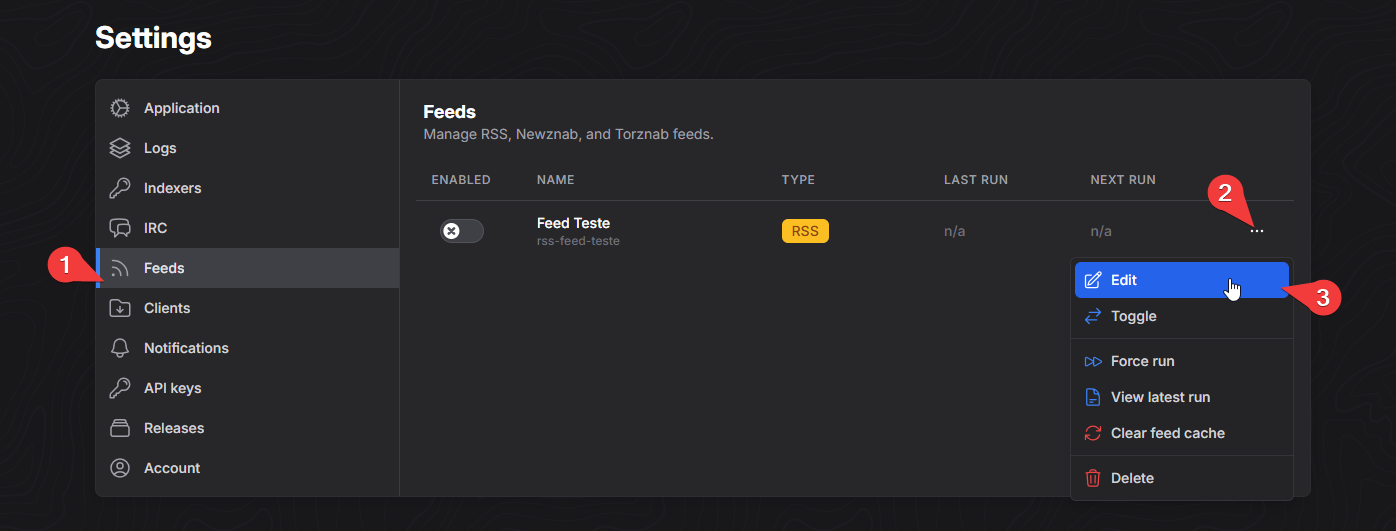 Settings
Application
Logs
Indexers
IRC
Feeds
Clients
Notifications
API keys
Releases
Account
Feeds
Manage RSS, Newznab, and Torznab feeds.
ENABLED NAME TYPE LAST RUN NEXT RUN
Feed Teste
rss-feed-teste
RSS n/a n/a ...
Edit
Toggle
Force run
View latest run
Clear feed cache
Delete
1
2
3